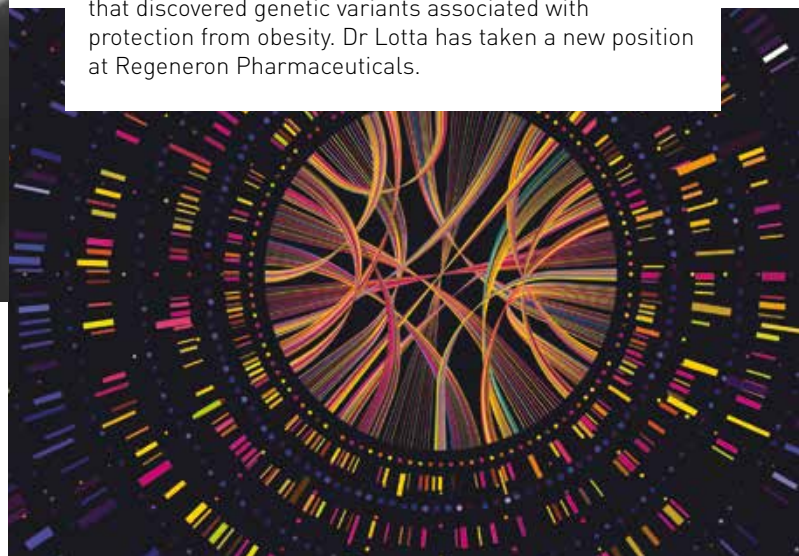 that discovered genetic variants associated with
protection from obesity. Dr Lotta has taken a new position
at Regeneron Pharmaceuticals.